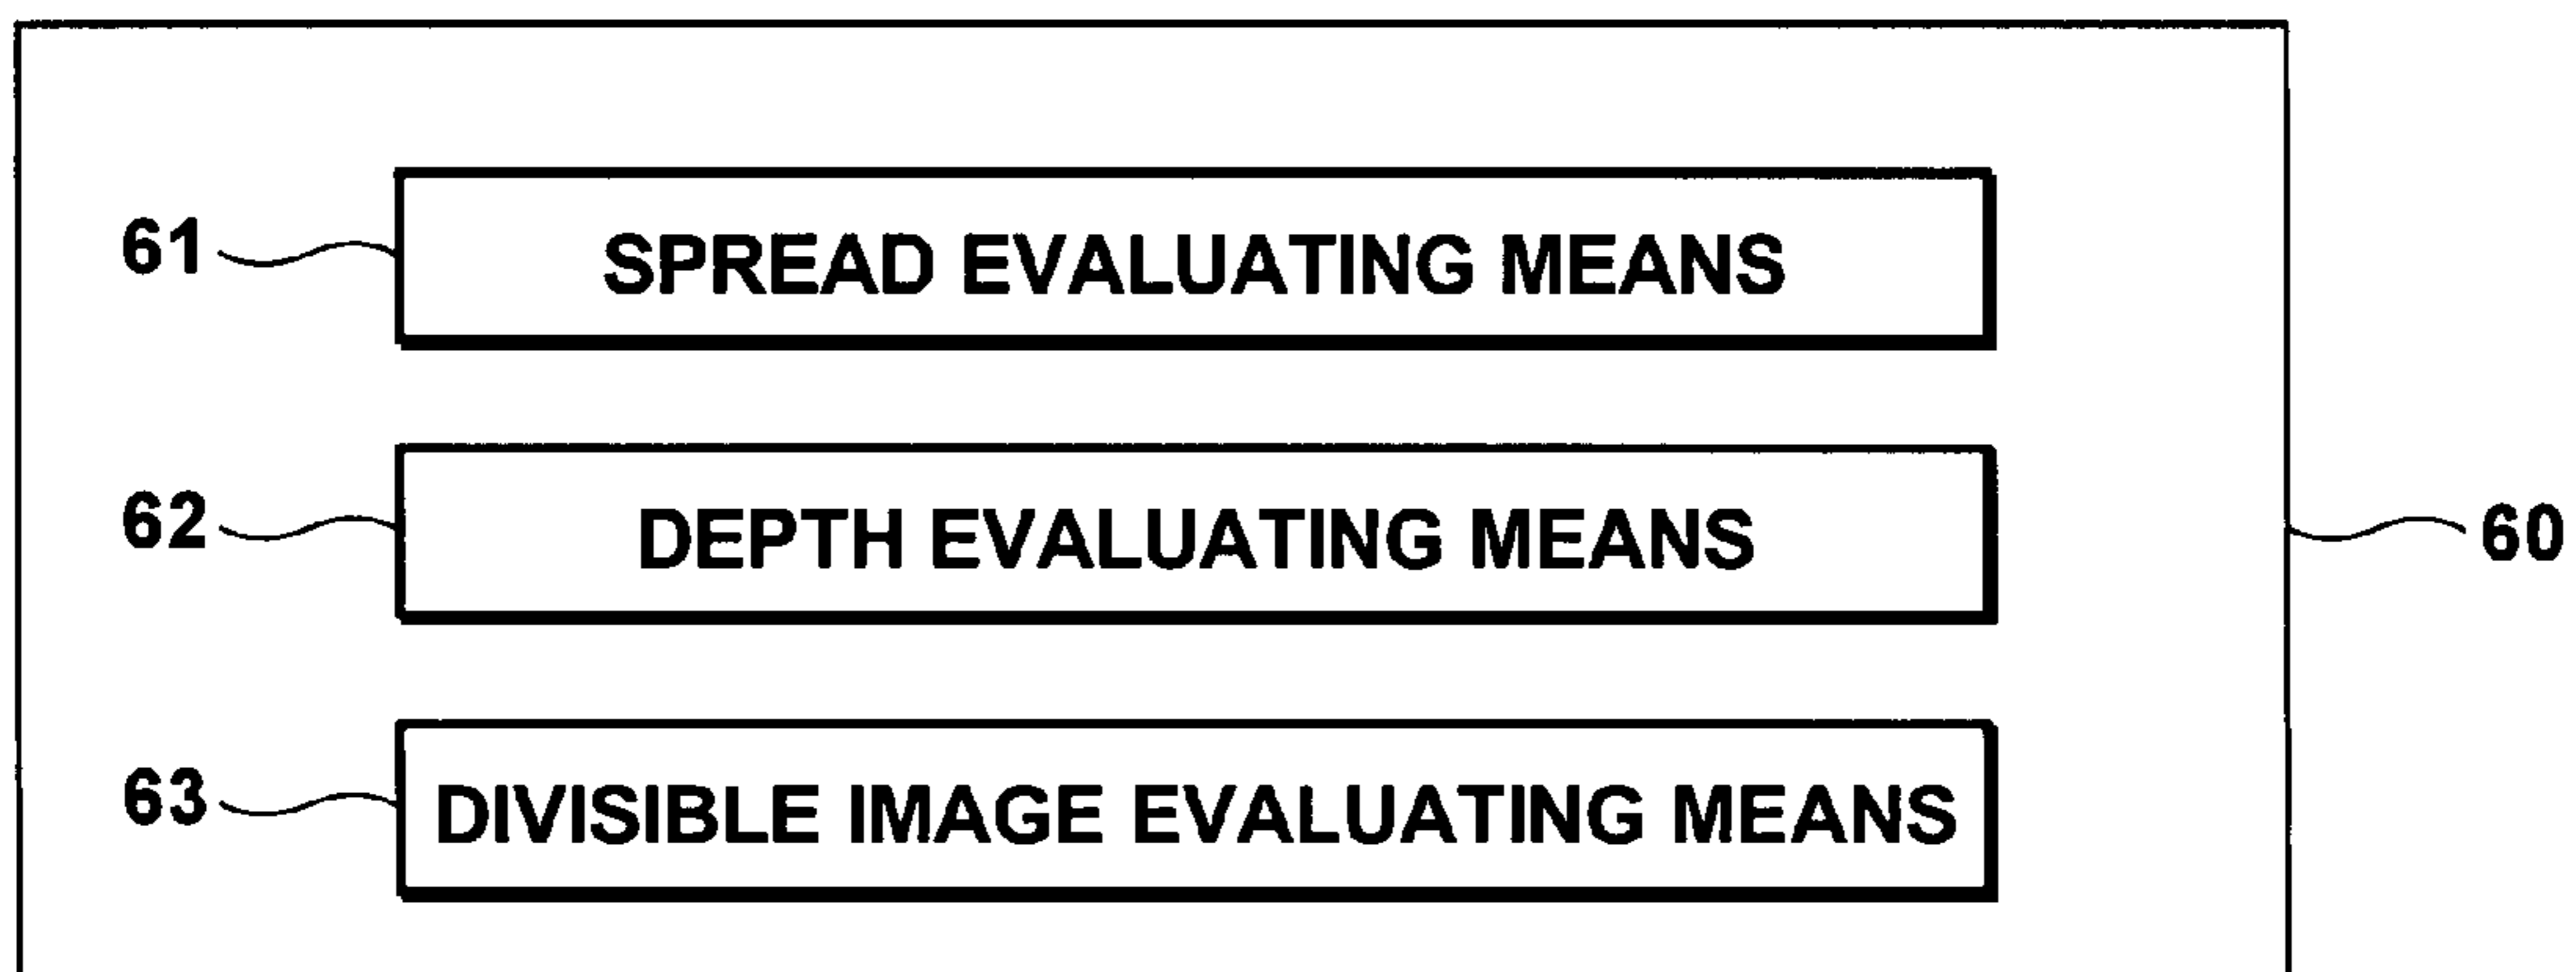 61 SPREAD EVALUATING MEANS
62 DEPTH EVALUATING MEANS 60
63 DIVISIBLE IMAGE EVALUATING MEANS